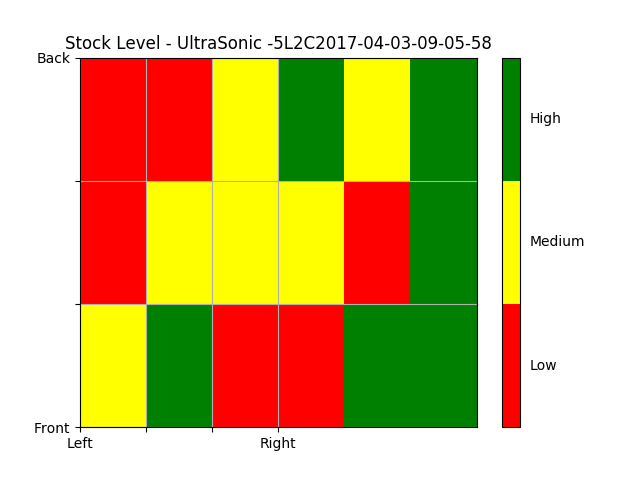 Stock Level - UltraSonic -5L2C2017-04-03-09-05-58
Back
High
Medium
Low
Front
Left
Right